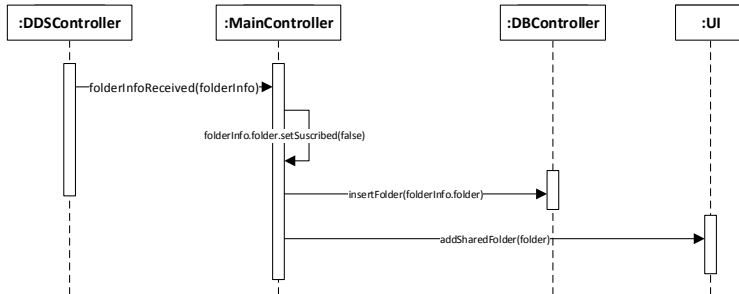 :DDSController
:MainController
:DBController
:UI
folderInfoReceived(folderInfo)
folderInfo.folder.setSuscribed(false)
insertFolder(folderInfo.folder)
addSharedFolder(folder)